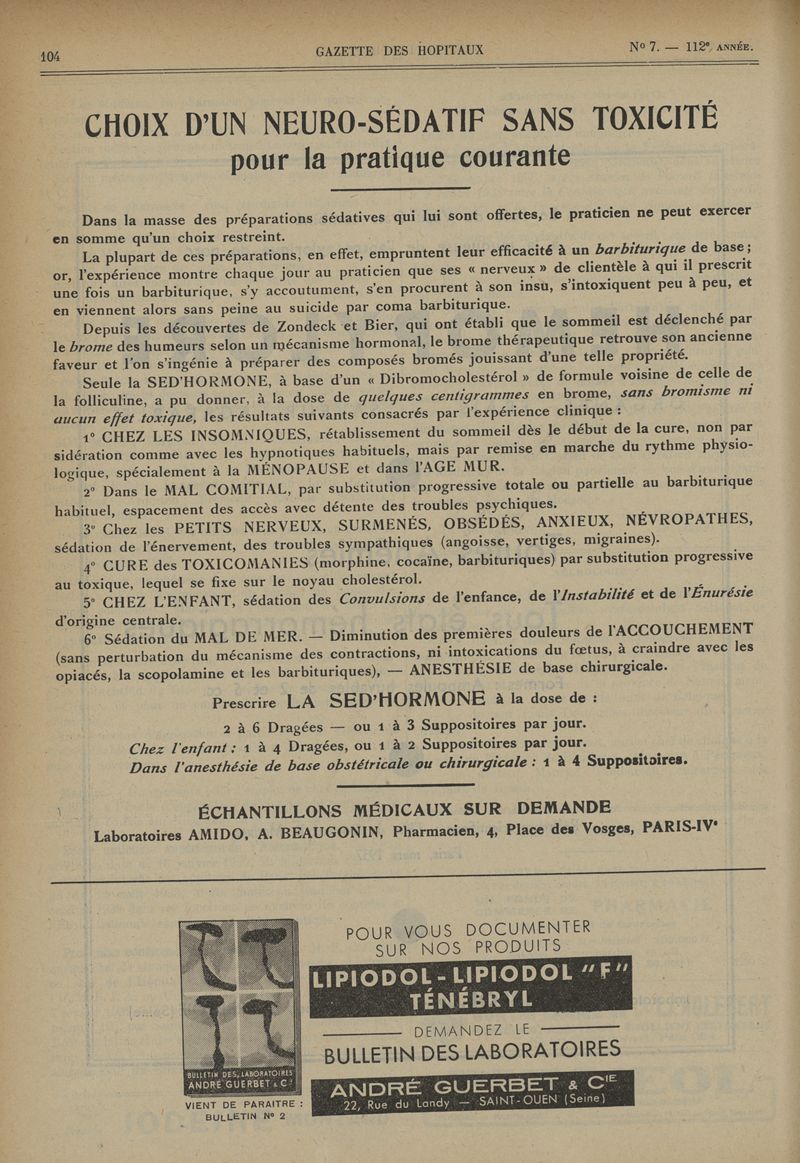 104
GAZETTE DES HOPITAUX
N° 7. — 112e ANNÉE.
CHOIX D'UN NEURO-SÉDATIF SANS TOXICITÉ
pour la pratique courante
Dans la masse des préparations sédatives qui lui sont offertes, le praticien ne peut exercer
en somme qu'un choix restreint.
La plupart de ces préparations, en effet, empruntent leur efficacité à un barbiturique de base ;
or, l'expérience montre chaque jour au praticien que ses « nerveux » de clientèle à qui il prescrit
une fois un barbiturique, s'y accoutument, s'en procurent à son insu, s'intoxiquent peu à peu, et
en viennent alors sans peine au suicide par coma barbiturique.
Depuis les découvertes de Zondeck et Bier, qui ont établi que le sommeil est déclenché par
le brome des humeurs selon un mécanisme hormonal, le brome thérapeutique retrouve son ancienne
faveur et l'on s'ingénie à préparer des composés bromés jouissant d'une telle propriété.
Seule la SED'HORMONE, à base d'un « Dibromocholestérol » de formule voisine de celle de
la folliculine, a pu donner, à la dose de quelques centigrammes en brome, sans bromisme ni
aucun effet toxique, les résultats suivants consacrés par l'expérience clinique :
1° CHEZ LES INSOMNIQUES, rétablissement du sommeil dès le début de la cure, non par
sidération comme avec les hypnotiques habituels, mais par remise en marche du rythme physio-
logique, spécialement à la MÉNOPAUSE et dans l'AGE MUR.
2° Dans le MAL COMITIAL, par substitution progressive totale ou partielle au barbiturique
habituel, espacement des accès avec détente des troubles psychiques.
3° Chez les PETITS NERVEUX, SURMENÉS, OBSÉDÉS, ANXIEUX, NÉVROPATHES,
sédation de l'énervement, des troubles sympathiques (angoisse, vertiges, migraines).
4° CURE des TOXICOMANIES (morphine, cocaïne, barbituriques) par substitution progressive
au toxique, lequel se fixe sur le noyau cholestérol.
5° CHEZ L'ENFANT, sédation des Convulsions de l'enfance, de l'Instabilité et de l'Énurésie
d'origine centrale.
6° Sédation du MAL DE MER. — Diminution des premières douleurs de l'ACCOUCHEMENT
(sans perturbation du mécanisme des contractions, ni intoxications du fœtus, à craindre avec les
opiacés, la scopolamine et les barbituriques), — ANESTHÉSIE de base chirurgicale.
Prescrire LA SED'HORMONE à la dose de :
2 à 6 Dragées — ou 1 à 3 Suppositoires par jour.
Chez l'enfant : 1 à 4 Dragées, ou 1 à 2 Suppositoires par jour.
Dans l'anesthésie de base obstétricale ou chirurgicale : 1 à 4 Suppositoires.
ÉCHANTILLONS MÉDICAUX SUR DEMANDE
Laboratoires AMIDO, A. BEAUGONIN, Pharmacien, 4, Place des Vosges, PARIS-IVe
BULLETIN DES LABORATOIRES
ANDRÉ GUERBET & Cie
VIENT DE PARAITRE :
BULLETIN N° 2
POUR VOUS DOCUMENTER
SUR NOS PRODUITS
LIPIODOL - LIPIODOL "F"
TÉNÉBRYL
DEMANDEZ LE
BULLETIN DES LABORATOIRES
ANDRÉ GUERBET & CIE
22, Rue du Landy — SAINT-OUEN (Seine)